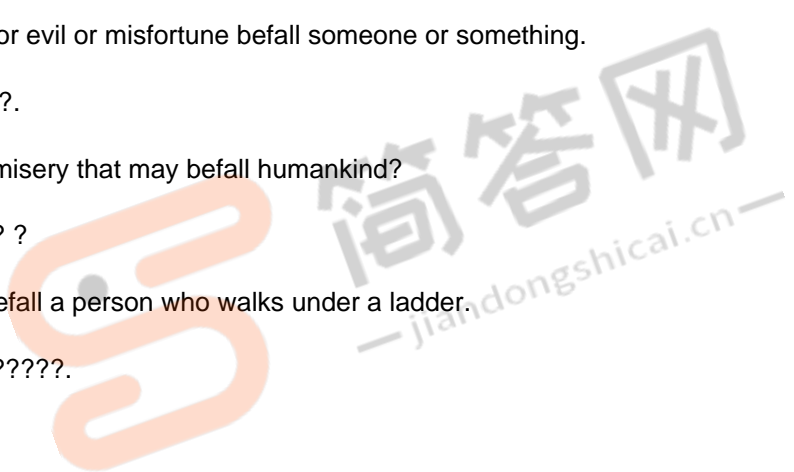 or evil or misfortune befall someone or something.
?.
misery that may befall humankind?
? ?
efall a person who walks under a ladder.
?????.
简答网
jiandongshicai.cn